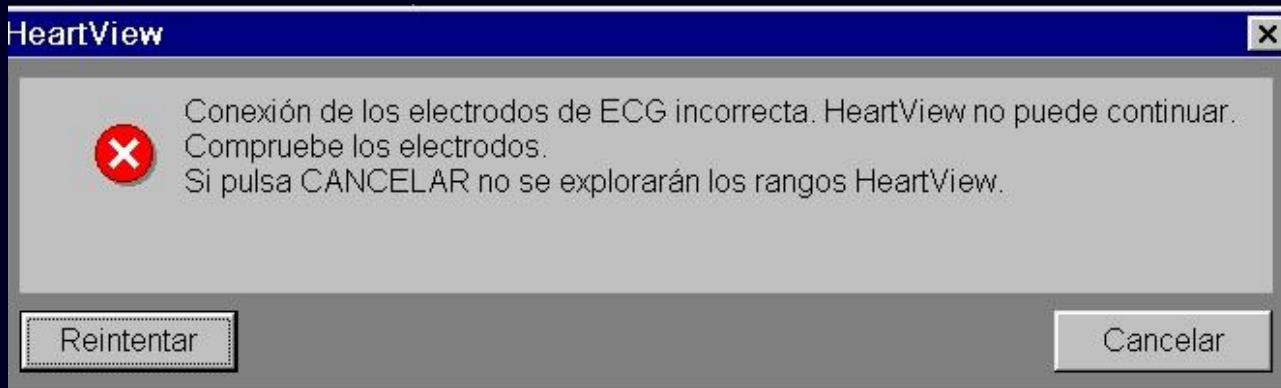 HeartView
Conexión de los electrodos de ECG incorrecta. HeartView no puede continuar.
Compruebe los electrodos.
Si pulsa CANCELAR no se explorarán los rangos HeartView.
Reintentar
Cancelar